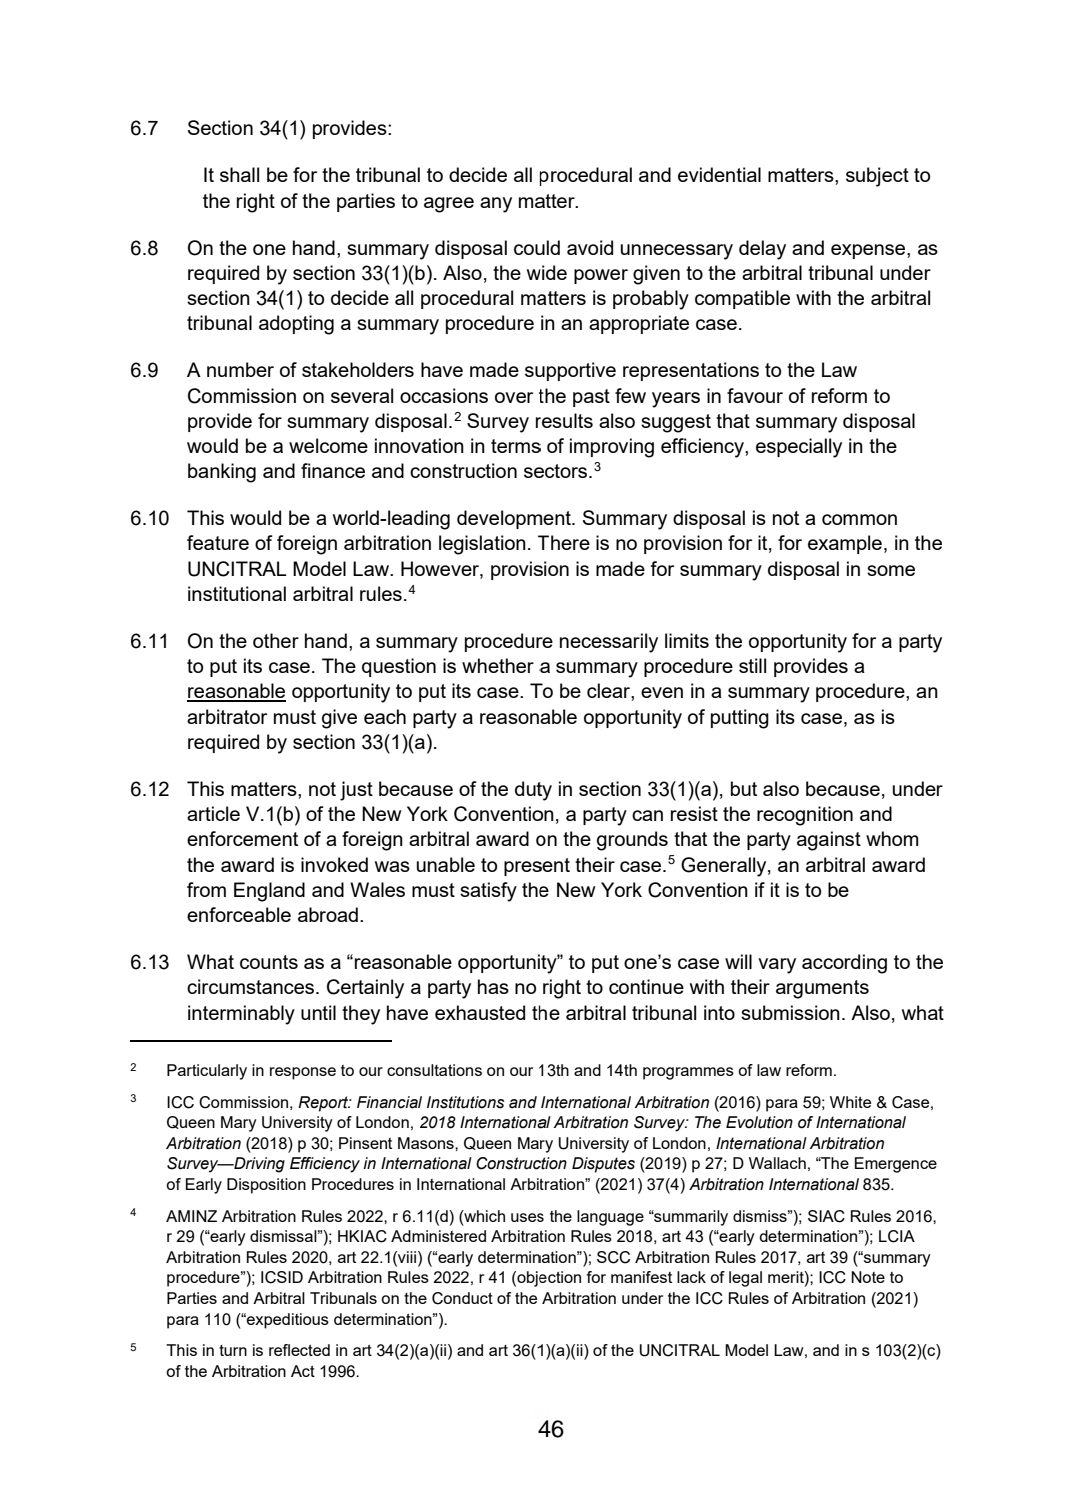 6.7 Section 34(1) provides:
It shall be for the tribunal to decide all procedural and evidential matters, subject to
the right of the parties to agree any matter.
6.8 On the one hand, summary disposal could avoid unnecessary delay and expense, as
required by section 33(1)(b). Also, the wide power given to the arbitral tribunal under
section 34(1) to decide all procedural matters is probably compatible with the arbitral
tribunal adopting a summary procedure in an appropriate case.
6.9 A number of stakeholders have made supportive representations to the Law
Commission on several occasions over the past few years in favour of reform to
provide for summary disposal.2 Survey results also suggest that summary disposal
would be a welcome innovation in terms of improving efficiency, especially in the
banking and finance and construction sectors.3
6.10 This would be a world-leading development. Summary disposal is not a common
feature of foreign arbitration legislation. There is no provision for it, for example, in the
UNCITRAL Model Law. However, provision is made for summary disposal in some
institutional arbitral rules.4
6.11 On the other hand, a summary procedure necessarily limits the opportunity for a party
to put its case. The question is whether a summary procedure still provides a
reasonable opportunity to put its case. To be clear, even in a summary procedure, an
arbitrator must give each party a reasonable opportunity of putting its case, as is
required by section 33(1)(a).
6.12 This matters, not just because of the duty in section 33(1)(a), but also because, under
article V.1(b) of the New York Convention, a party can resist the recognition and
enforcement of a foreign arbitral award on the grounds that the party against whom
the award is invoked was unable to present their case.5 Generally, an arbitral award
from England and Wales must satisfy the New York Convention if it is to be
enforceable abroad.
6.13 What counts as a “reasonable opportunity” to put one’s case will vary according to the
circumstances. Certainly a party has no right to continue with their arguments
interminably until they have exhausted the arbitral tribunal into submission. Also, what
2 Particularly in response to our consultations on our 13th and 14th programmes of law reform.
3 ICC Commission, Report: Financial Institutions and International Arbitration (2016) para 59; White & Case,
Queen Mary University of London, 2018 International Arbitration Survey: The Evolution of International
Arbitration (2018) p 30; Pinsent Masons, Queen Mary University of London, International Arbitration
Survey—Driving Efficiency in International Construction Disputes (2019) p 27; D Wallach, “The Emergence
of Early Disposition Procedures in International Arbitration” (2021) 37(4) Arbitration International 835.
4 AMINZ Arbitration Rules 2022, r 6.11(d) (which uses the language “summarily dismiss”); SIAC Rules 2016,
r 29 (“early dismissal”); HKIAC Administered Arbitration Rules 2018, art 43 (“early determination”); LCIA
Arbitration Rules 2020, art 22.1(viii) (“early determination”); SCC Arbitration Rules 2017, art 39 (“summary
procedure”); ICSID Arbitration Rules 2022, r 41 (objection for manifest lack of legal merit); ICC Note to
Parties and Arbitral Tribunals on the Conduct of the Arbitration under the ICC Rules of Arbitration (2021)
para 110 (“expeditious determination”).
5 This in turn is reflected in art 34(2)(a)(ii) and art 36(1)(a)(ii) of the UNCITRAL Model Law, and in s 103(2)(c)
of the Arbitration Act 1996.
46